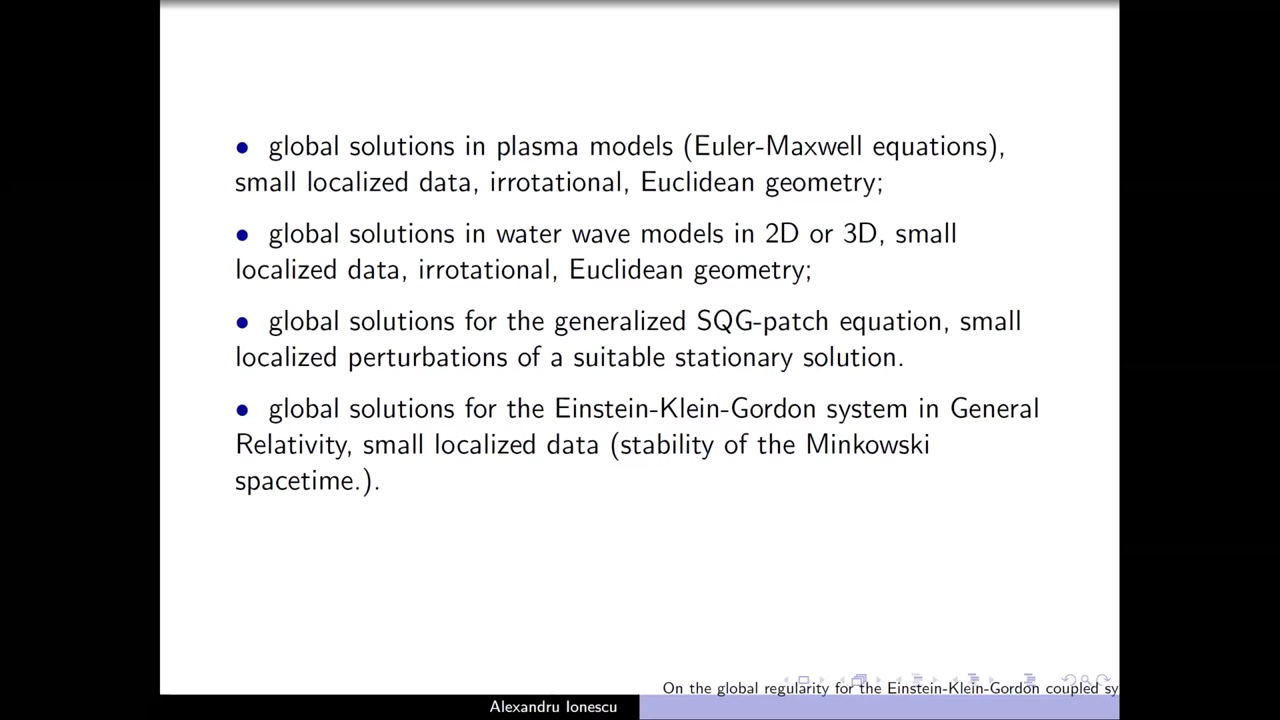 • global solutions in plasma models (Euler-Maxwell equations),
small localized data, irrotational, Euclidean geometry;
• global solutions in water wave models in 2D or 3D, small
localized data, irrotational, Euclidean geometry;
• global solutions for the generalized SQG-patch equation, small
localized perturbations of a suitable stationary solution.
• global solutions for the Einstein-Klein-Gordon system in General
Relativity, small localized data (stability of the Minkowski
spacetime.).
On the global regularity for the Einstein-Klein-Gordon coupled sy
Alexandru Ionescu